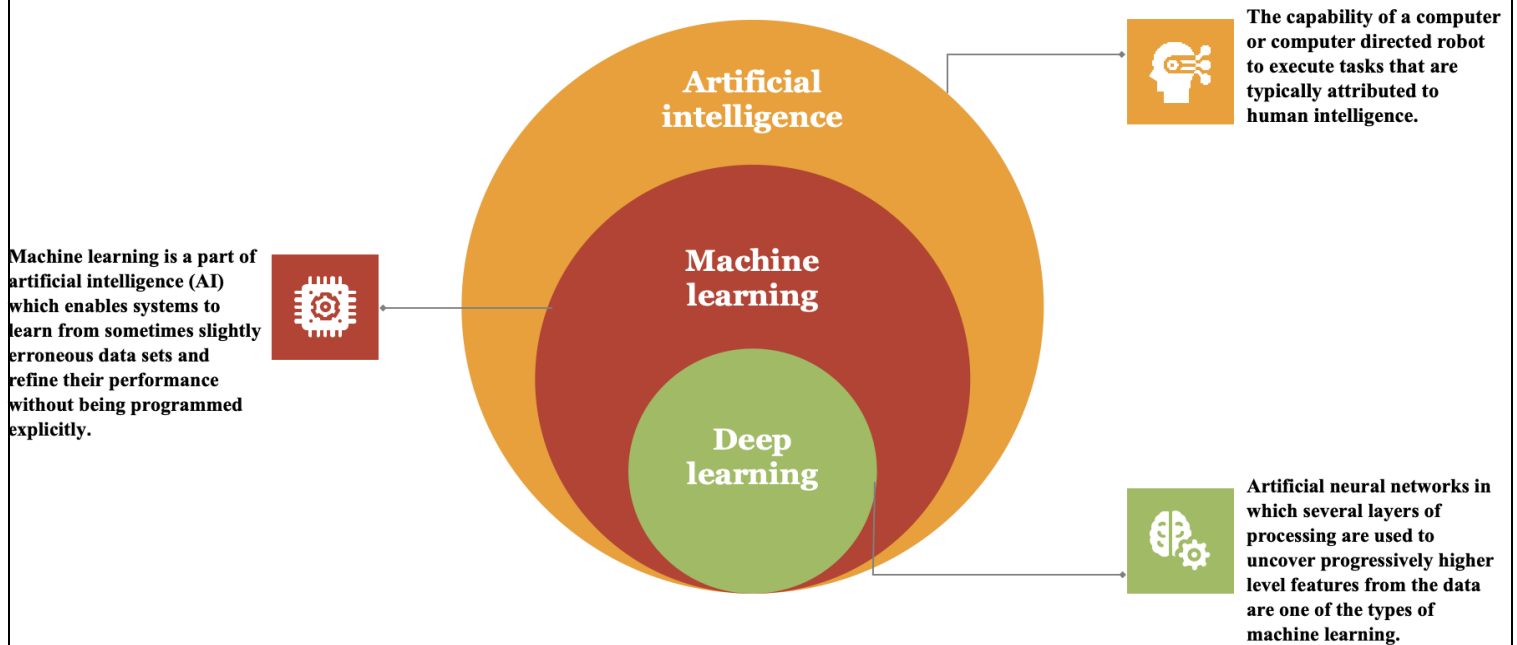 The capability of a computer
or computer directed robot
to execute tasks that are
typically attributed to
human intelligence.
Artificial
intelligence
Machine learning is a part of
artificial intelligence (AI)
which enables systems to
learn from sometimes slightly
erroneous data sets and
refine their performance
without being programmed
explicitly.
Machine
learning
Deep
learning
Artificial neural networks in
which several layers of
processing are used to
uncover progressively higher
level features from the data
are one of the types of
machine learning.